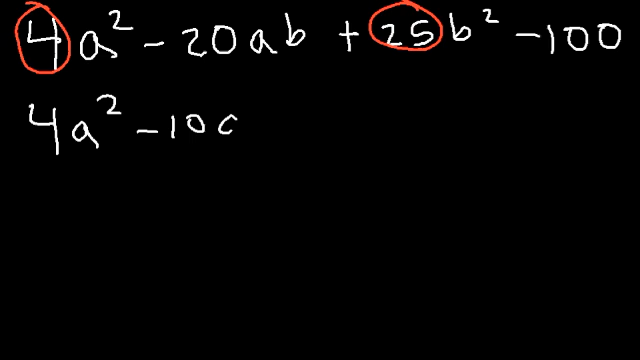 4a² - 20ab + 25b² - 100
4a² - 10c